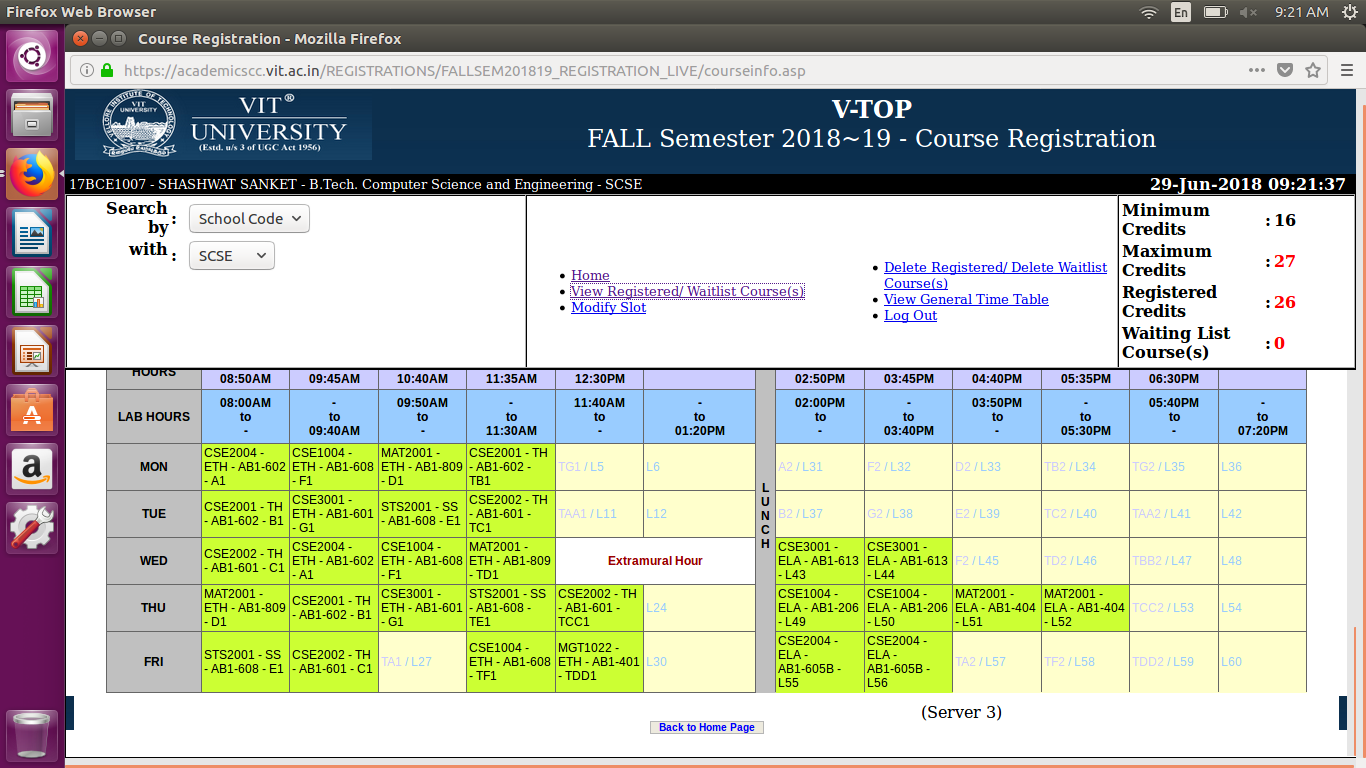 Firefox Web Browser
En
9:21 AM
Course Registration - Mozilla Firefox
https://academicscc.vit.ac.in/REGISTRATIONS/FALLSEM201819_REGISTRATION_LIVE/courseinfo.asp
VIT®
UNIVERSITY
(Estd. u/s 3 of UGC Act 1956)
V-TOP
FALL Semester 2018~19 - Course Registration
17BCE1007 - SHASHWAT SANKET - B.Tech. Computer Science and Engineering - SCSE
29-Jun-2018 09:21:37
Search by : School Code
with : SCSE
Home
View Registered/ Waitlist Course(s)
Modify Slot
Delete Registered/ Delete Waitlist
Course(s)
View General Time Table
Log Out
Minimum
Credits : 16
Maximum
Credits : 27
Registered
Credits : 26
Waiting List
Course(s) : 0
HOURS 08:50AM 09:45AM 10:40AM 11:35AM 12:30PM 02:50PM 03:45PM 04:40PM 05:35PM 06:30PM
LAB HOURS
08:00AM to -
- to 09:40AM
09:50AM to -
- to 11:30AM
11:40AM to -
- to 01:20PM
LUNCH
02:00PM to -
- to 03:40PM
03:50PM to -
- to 05:30PM
05:40PM to -
- to 07:20PM
MON
CSE2004 - ETH - AB1-602 - A1
CSE1004 - ETH - AB1-608 - F1
MAT2001 - ETH - AB1-809 - D1
CSE2001 - TH - AB1-602 - TB1
TG1 / L5
L6
A2 / L31
F2 / L32
D2 / L33
TB2 / L34
TG2 / L35
L36
TUE
CSE2001 - TH - AB1-602 - B1
CSE3001 - ETH - AB1-601 - G1
STS2001 - SS - AB1-608 - E1
CSE2002 - TH - AB1-601 - TC1
TAA1 / L11
L12
B2 / L37
G2 / L38
E2 / L39
TC2 / L40
TAA2 / L41
L42
WED
CSE2002 - TH - AB1-601 - C1
CSE2004 - ETH - AB1-602 - A1
CSE1004 - ETH - AB1-608 - F1
MAT2001 - ETH - AB1-809 - TD1
Extramural Hour
CSE3001 - ELA - AB1-613 - L43
CSE3001 - ELA - AB1-613 - L44
F2 / L45
TD2 / L46
TBB2 / L47
L48
THU
MAT2001 - ETH - AB1-809 - D1
CSE2001 - TH - AB1-602 - B1
CSE3001 - ETH - AB1-601 - G1
STS2001 - SS - AB1-608 - TE1
CSE2002 - TH - AB1-601 - TCC1
L24
CSE1004 - ELA - AB1-206 - L49
CSE1004 - ELA - AB1-206 - L50
MAT2001 - ELA - AB1-404 - L51
MAT2001 - ELA - AB1-404 - L52
TCC2 / L53
L54
FRI
STS2001 - SS - AB1-608 - E1
CSE2002 - TH - AB1-601 - C1
TA1 / L27
CSE1004 - ETH - AB1-608 - TF1
MGT1022 - ETH - AB1-401 - TDD1
L30
CSE2004 - ELA - AB1-605B - L55
CSE2004 - ELA - AB1-605B - L56
TA2 / L57
TF2 / L58
TDD2 / L59
L60
(Server 3)
Back to Home Page